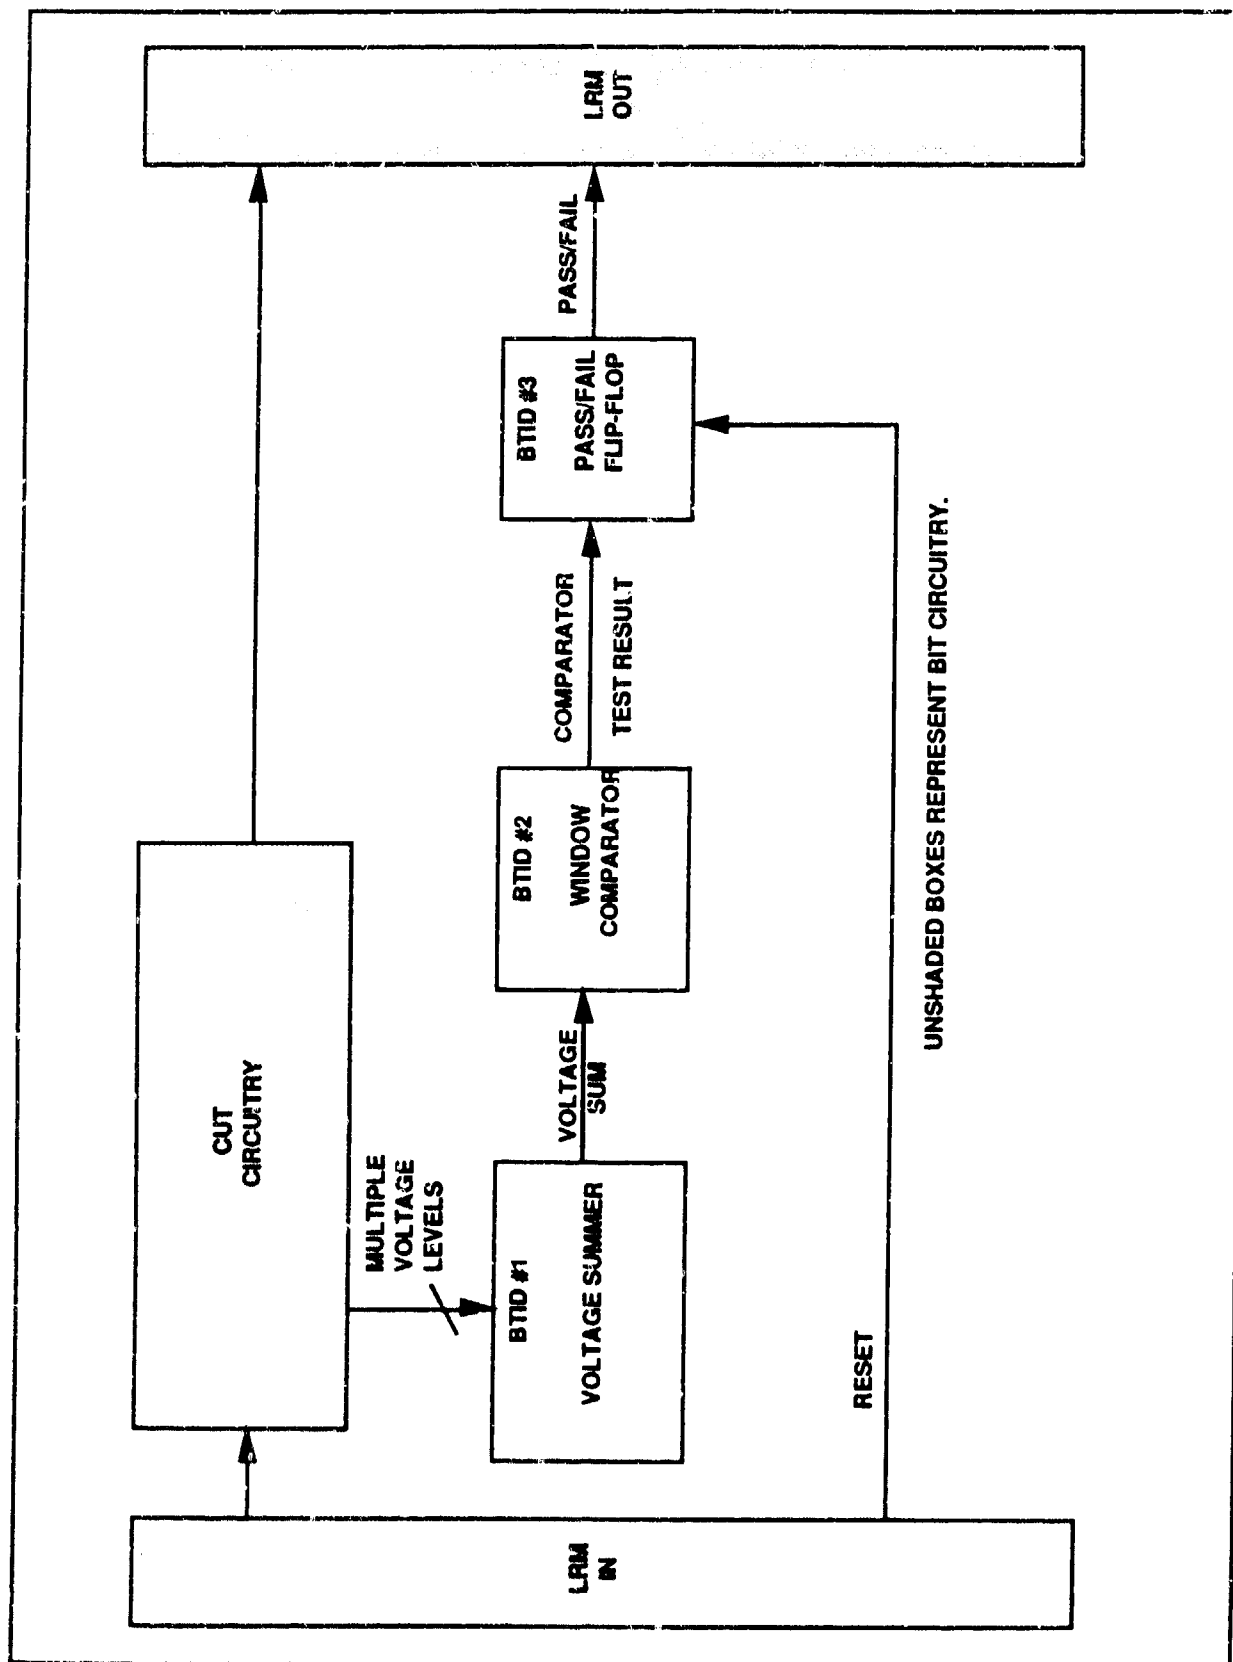 LRM
IN
CUT
CIRCUITRY
MULTIPLE
VOLTAGE
LEVELS
BTID #1
VOLTAGE SUMMER
VOLTAGE
SUM
BTID #2
WINDOW
COMPARATOR
COMPARATOR
TEST RESULT
BTID #3
PASS/FAIL
FLIP-FLOP
PASS/FAIL
LRM
OUT
RESET
UNSHADED BOXES REPRESENT BIT CIRCUITRY.